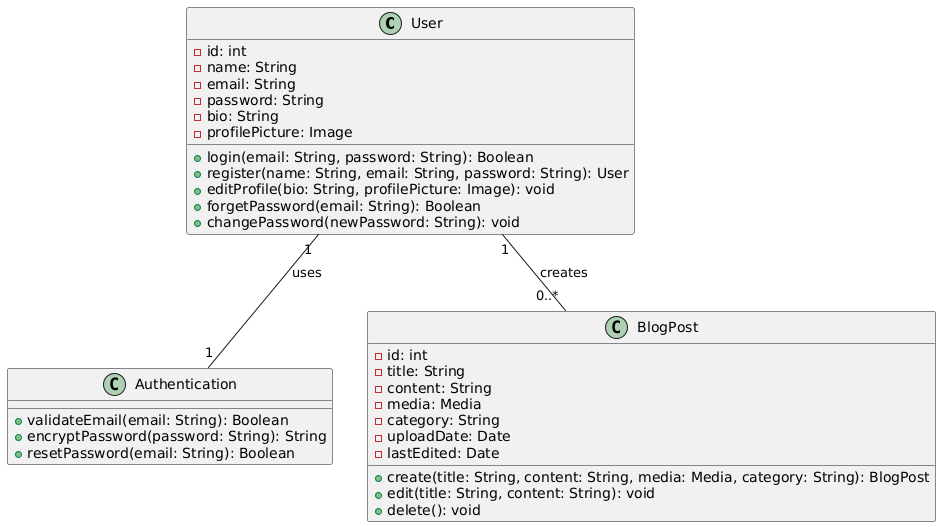 C User
id: int
name: String
email: String
password: String
bio: String
profilePicture: Image
login(email: String, password: String): Boolean
register(name: String, email: String, password: String): User
editProfile(bio: String, profilePicture: Image): void
forgetPassword(email: String): Boolean
changePassword(newPassword: String): void
1
1
uses
creates
0..*
1
C BlogPost
id: int
title: String
content: String
media: Media
category: String
uploadDate: Date
lastEdited: Date
create(title: String, content: String, media: Media, category: String): BlogPost
edit(title: String, content: String): void
delete(): void
C Authentication
validateEmail(email: String): Boolean
encryptPassword(password: String): String
resetPassword(email: String): Boolean